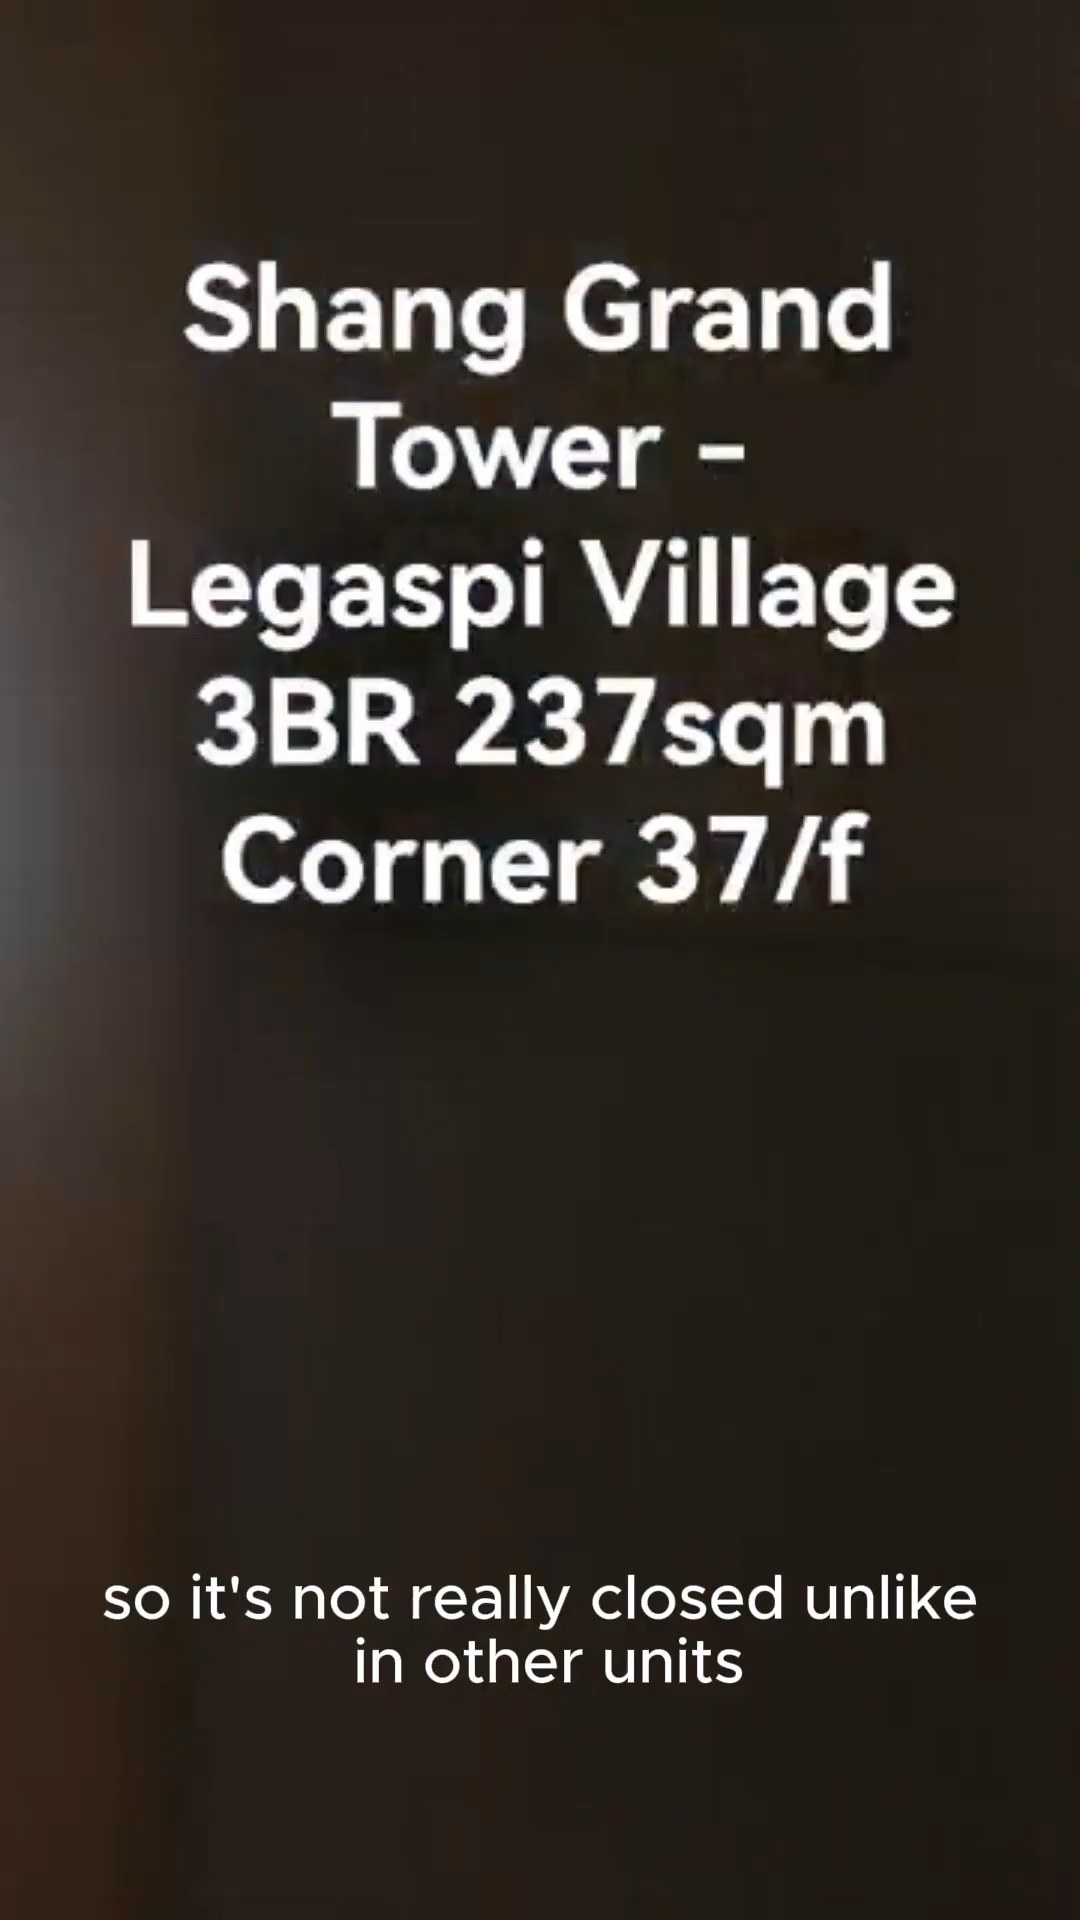 Shang Grand
Tower -
Legaspi Village
3BR 237sqm
Corner 37/f
so it's not really closed unlike
in other units